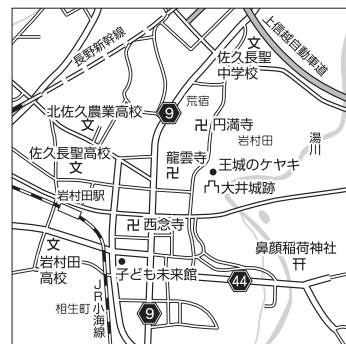 長野新幹線
上信越自動車道
佐久長聖
中学校
9
荒宿
北佐久農業高校
円満寺
岩村田
湯川
佐久長聖高校
龍雲寺
王城のケヤキ
大井城跡
岩村田駅
西念寺
鼻顔稲荷神社
岩村田
高校
子ども未来館
44
相生町
JR小海線
9